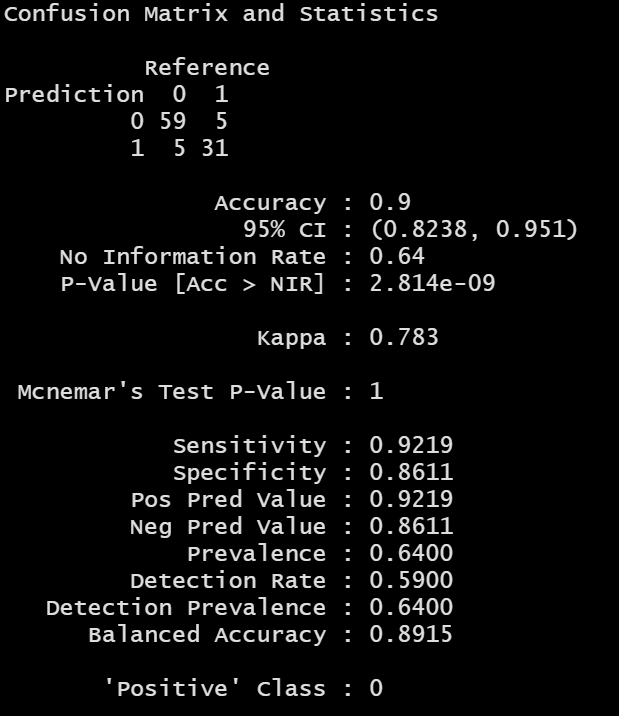 Confusion Matrix and Statistics
Reference
Prediction 0 1
0 59 5
1 5 31
Accuracy : 0.9
95% CI : (0.8238, 0.951)
No Information Rate : 0.64
P-Value [Acc > NIR] : 2.814e-09
Kappa : 0.783
Mcnemar's Test P-Value : 1
Sensitivity : 0.9219
Specificity : 0.8611
Pos Pred Value : 0.9219
Neg Pred Value : 0.8611
Prevalence : 0.6400
Detection Rate : 0.5900
Detection Prevalence : 0.6400
Balanced Accuracy : 0.8915
'Positive' Class : 0